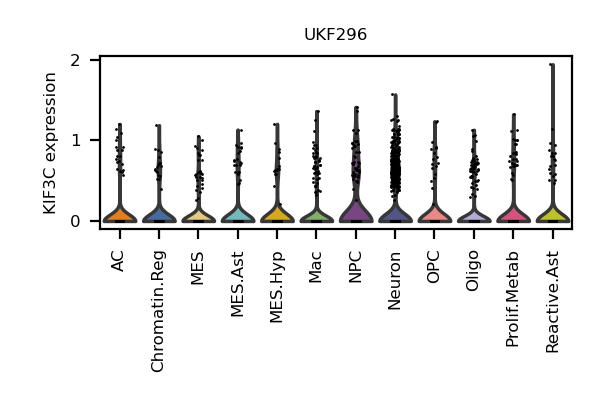 UKF296
KIF3C expression
2
1
0
AC
Chromatin.Reg
MES
MES.Ast
MES.Hyp
Mac
NPC
Neuron
OPC
Oligo
Prolif.Metab
Reactive.Ast